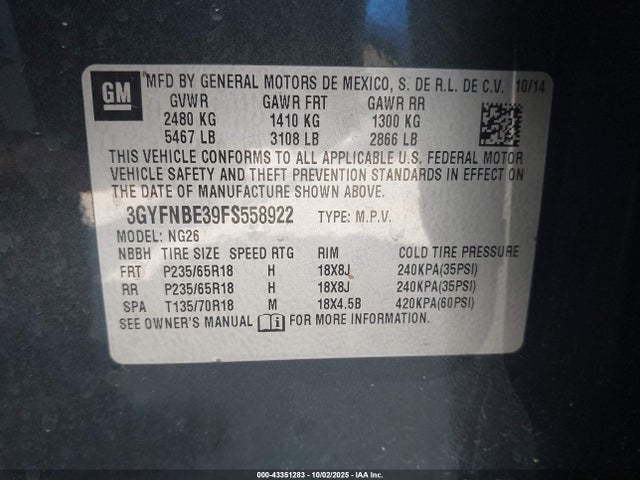 GM
MFD BY GENERAL MOTORS DE MEXICO, S. DE R.L. DE C.V. 10/14
GVWR GAWR FRT GAWR RR
2480 KG 1410 KG 1300 KG
5467 LB 3108 LB 2866 LB
THIS VEHICLE CONFORMS TO ALL APPLICABLE U.S. FEDERAL MOTOR
VEHICLE SAFETY AND THEFT PREVENTION STANDARDS IN EFFECT ON
THE DATE OF MANUFACTURE SHOWN ABOVE.
3GYFNBE39FS558922 TYPE: M.P.V.
MODEL: NG26
NBBH TIRE SIZE SPEED RTG RIM COLD TIRE PRESSURE
FRT P235/65R18 H 18X8J 240KPA(35PSI)
RR P235/65R18 H 18X8J 240KPA(35PSI)
SPA T135/70R18 M 18X4.5B 420KPA(60PSI)
SEE OWNER'S MANUAL FOR MORE INFORMATION.
000-43351283 - 10/02/2025 - IAA Inc.